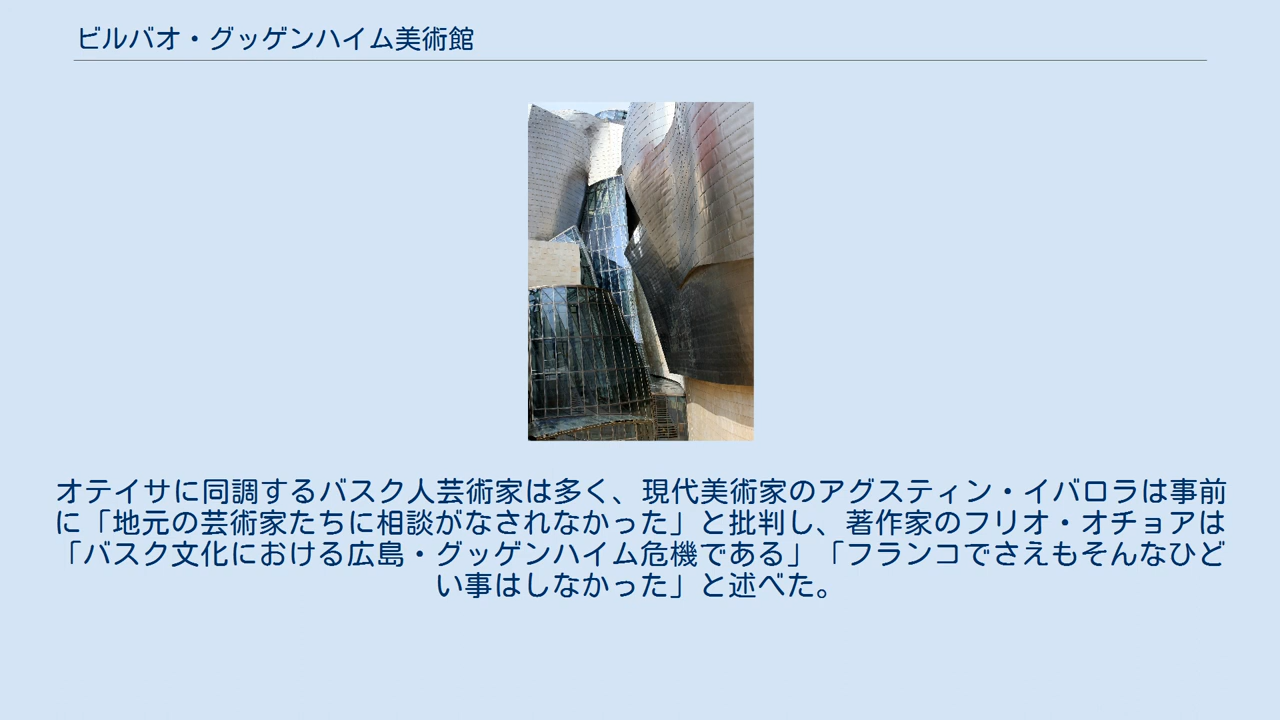 ビルバオ・グッゲンハイム美術館
オテイサに同調するバスク人芸術家は多く、現代美術家のアグスティン・イバロラは事前
に「地元の芸術家たちに相談がなされなかった」と批判し、著作家のフリオ・オチョアは
「バスク文化における広島・グッゲンハイム危機である」「フランコでさえもそんなひど
い事はしなかった」と述べた。